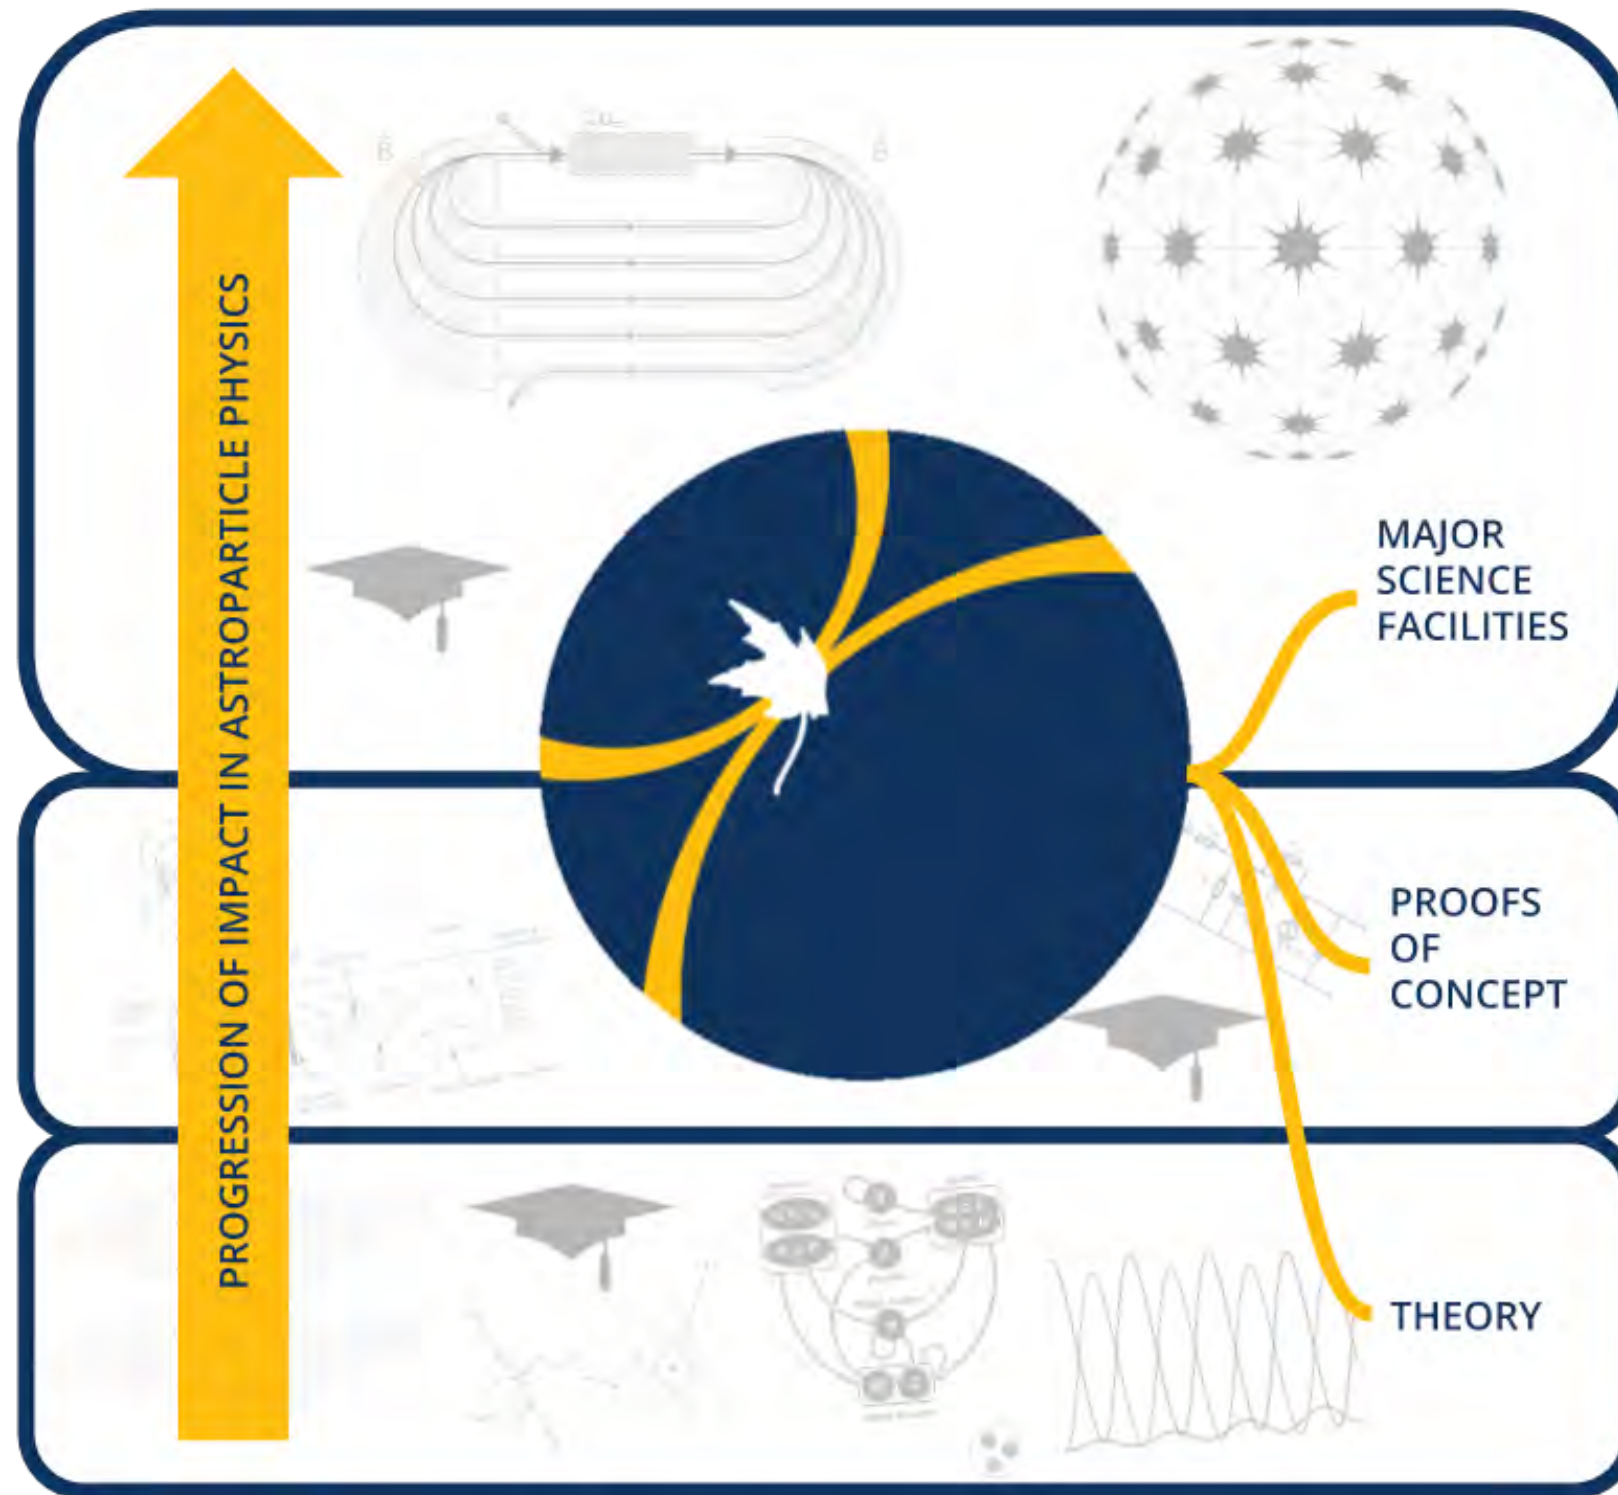 PROGRESSION OF IMPACT IN ASTROPARTICLE PHYSICS
MAJOR
SCIENCE
FACILITIES
PROOFS
OF
CONCEPT
THEORY